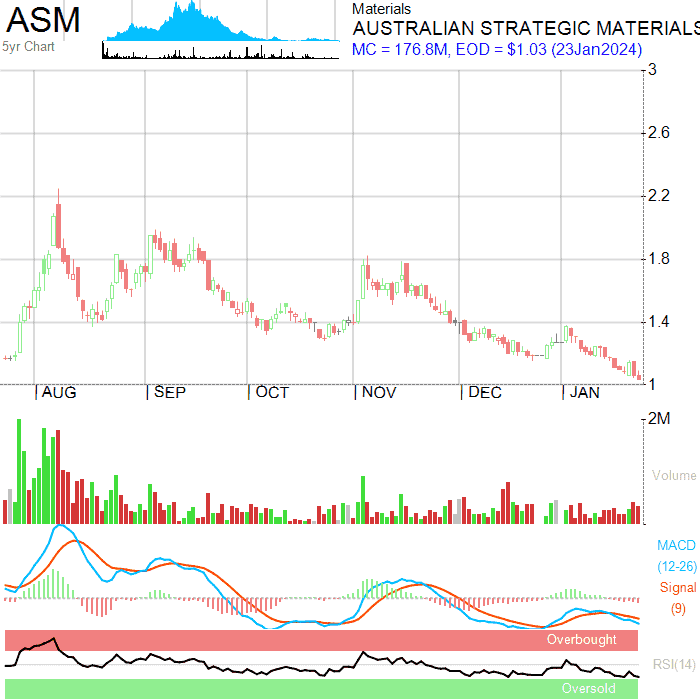 ASM
5yr Chart
Materials
AUSTRALIAN STRATEGIC MATERIALS
MC = 176.8M, EOD = $1.03 (23Jan2024)
3
2.6
2.2
1.8
1.4
1
AUG SEP OCT NOV DEC JAN
2M
Volume
MACD
(12-26)
Signal
(9)
Overbought
RSI(14)
Oversold